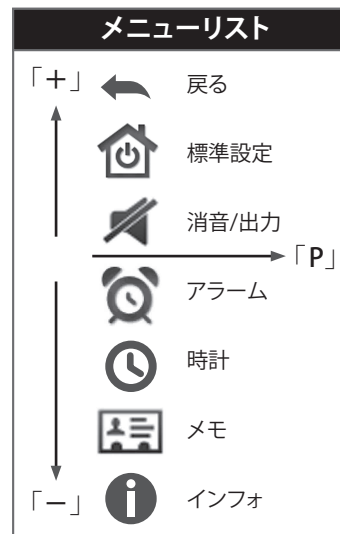 メニューリスト
「+」 戻る
標準設定
消音/出力
「P」
アラーム
時計
メモ
「-」 インフォ